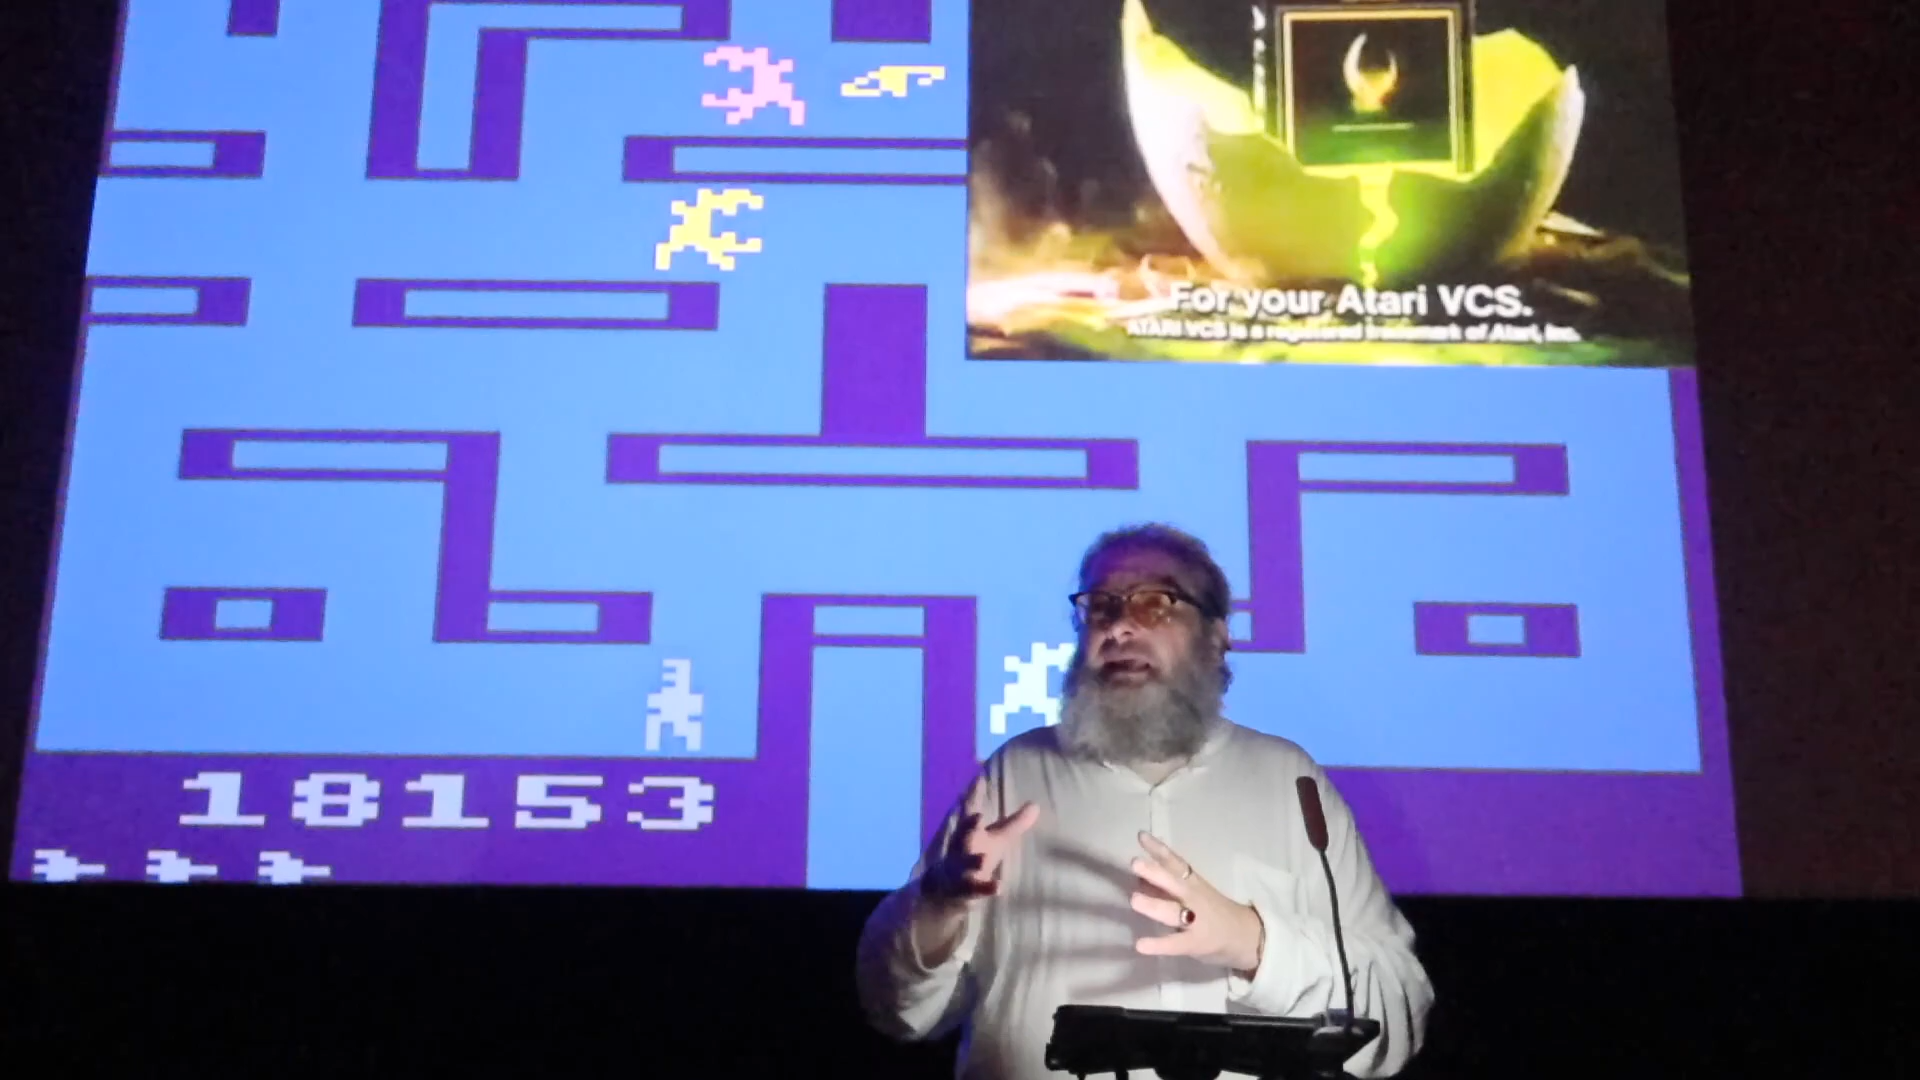 For your Atari VCS.
ATARI VCS is a registered trademark of Atari, Inc.
18153